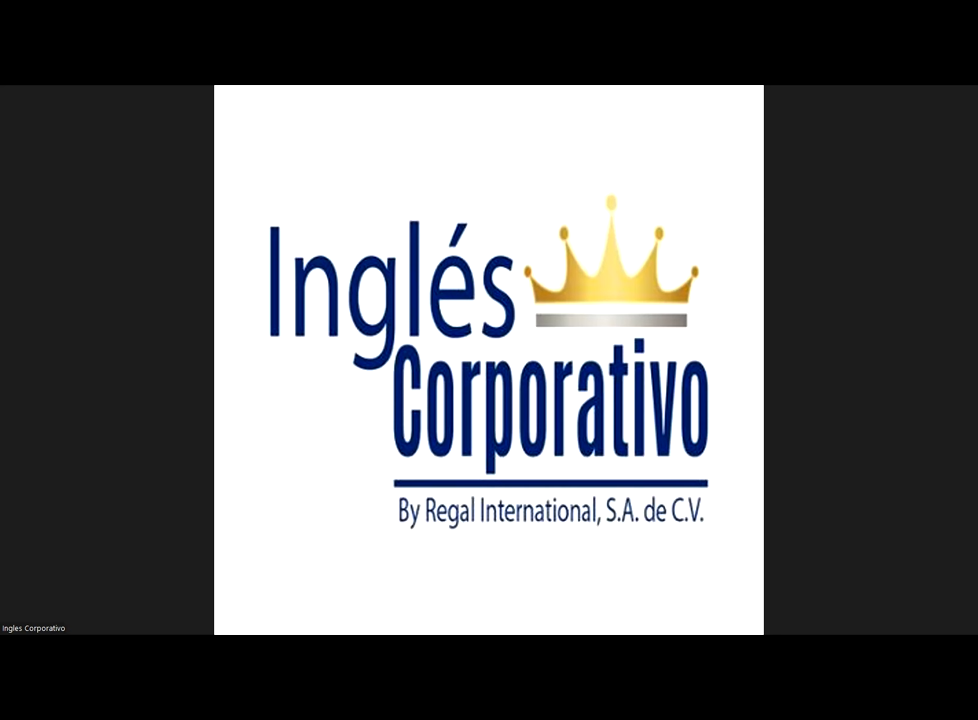 Inglés
Corporativo
By Regal International, S.A. de C.V.
Ingles Corporativo